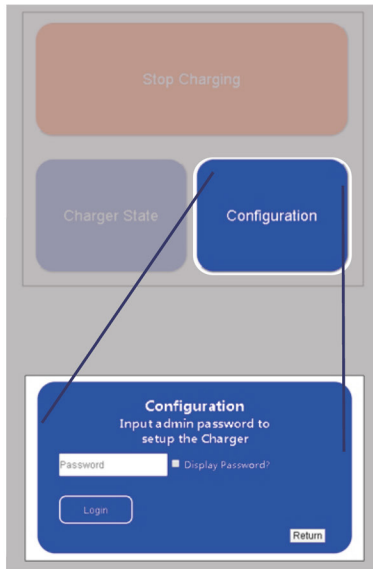 Stop Charging
Charger State
Configuration
Configuration
Input admin password to
setup the Charger
Password
Display Password?
Login
Return